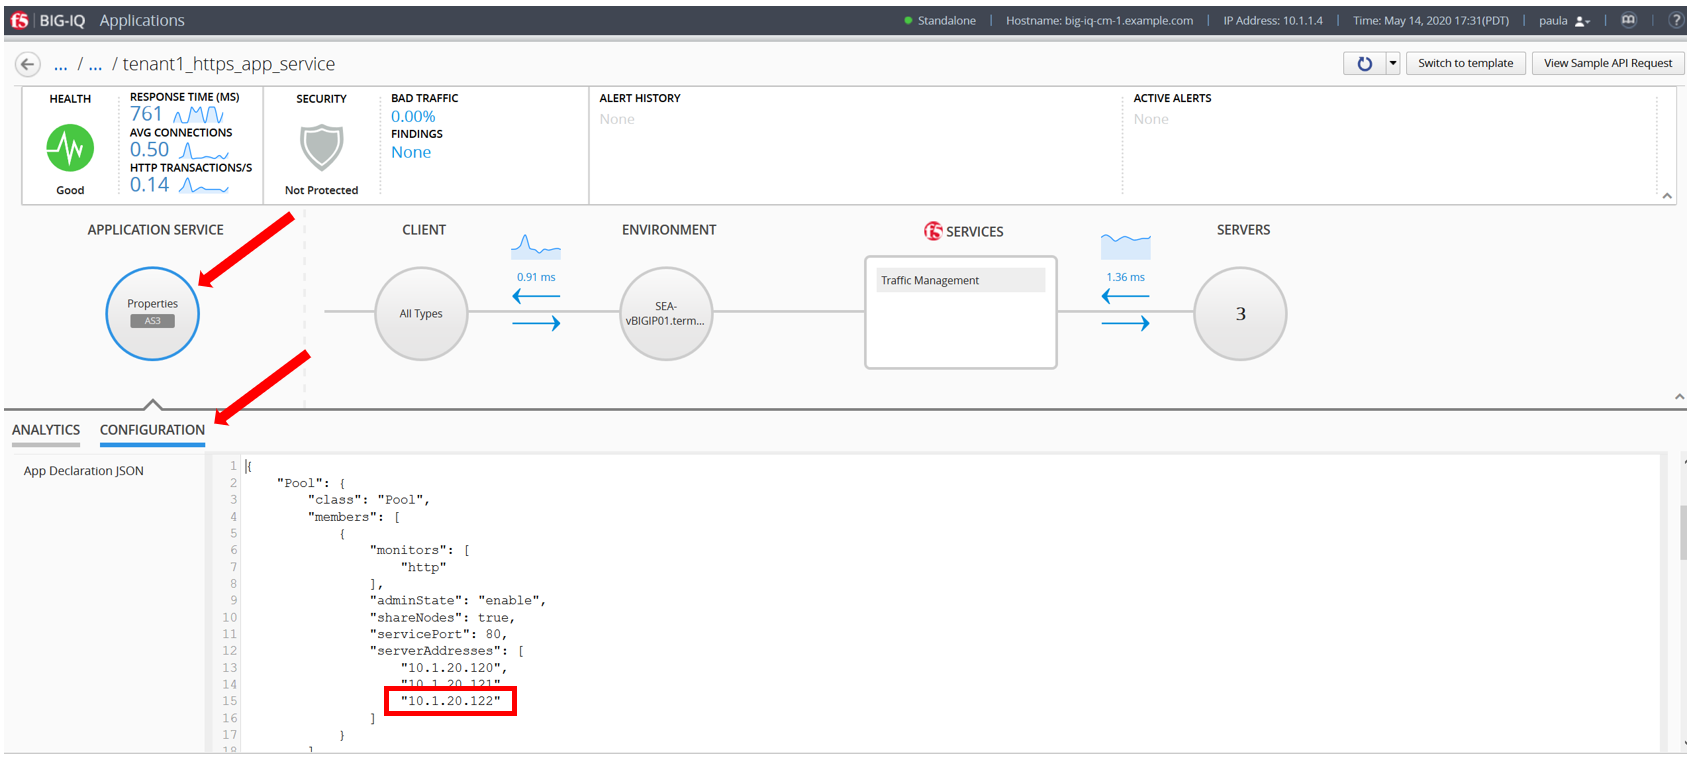 f5 BIG-IQ Applications Standalone | Hostname: big-iq-cm-1.example.com | IP Address: 10.1.1.4 | Time: May 14, 2020 17:31(PDT) | paula | ?
... / ... / tenant1_https_app_service Switch to template View Sample API Request
HEALTH
Good
RESPONSE TIME (MS)
761
AVG CONNECTIONS
0.50
HTTP TRANSACTIONS/S
0.14
SECURITY
Not Protected
BAD TRAFFIC
0.00%
FINDINGS
None
ALERT HISTORY
None
ACTIVE ALERTS
None
APPLICATION SERVICE CLIENT ENVIRONMENT f5 SERVICES SERVERS
Properties
AS3
All Types
0.91 ms
SEA-
vBIGIP01.term...
Traffic Management
1.36 ms
3
ANALYTICS CONFIGURATION
App Declaration JSON
1 {
2 "Pool": {
3 "class": "Pool",
4 "members": [
5 {
6 "monitors": [
7 "http"
8 ],
9 "adminState": "enable",
10 "shareNodes": true,
11 "servicePort": 80,
12 "serverAddresses": [
13 "10.1.20.120",
14 "10.1.20.121"
15 "10.1.20.122"
16 ]
17 }
18 ]